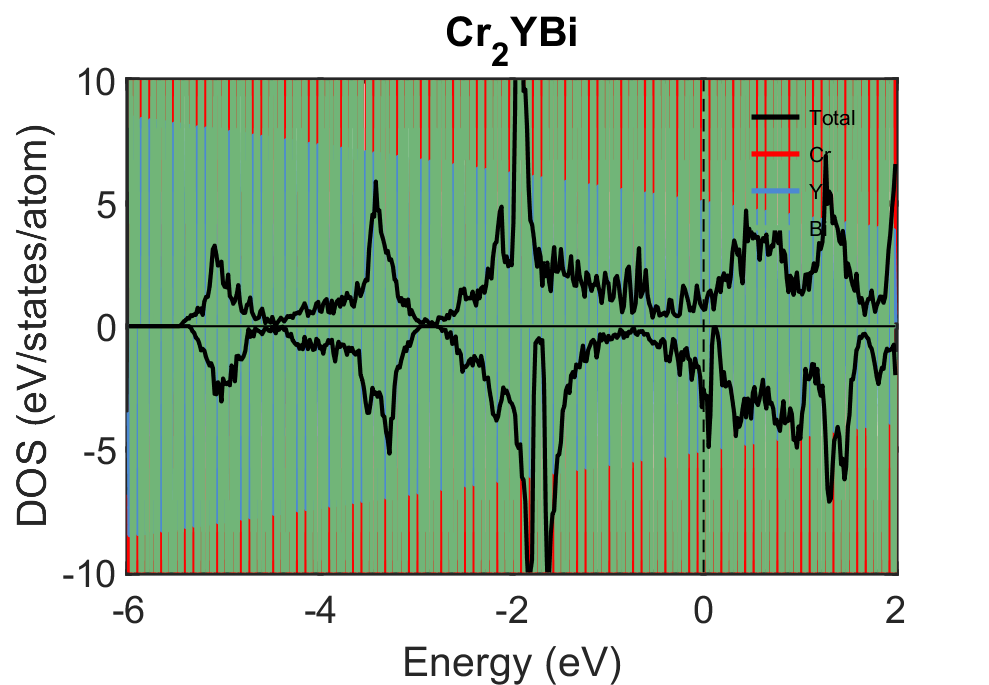 Cr2YBi
DOS (eV/states/atom)
10
5
0
-5
-10
Total
Cr
Y
Bi
-6 -4 -2 0 2
Energy (eV)